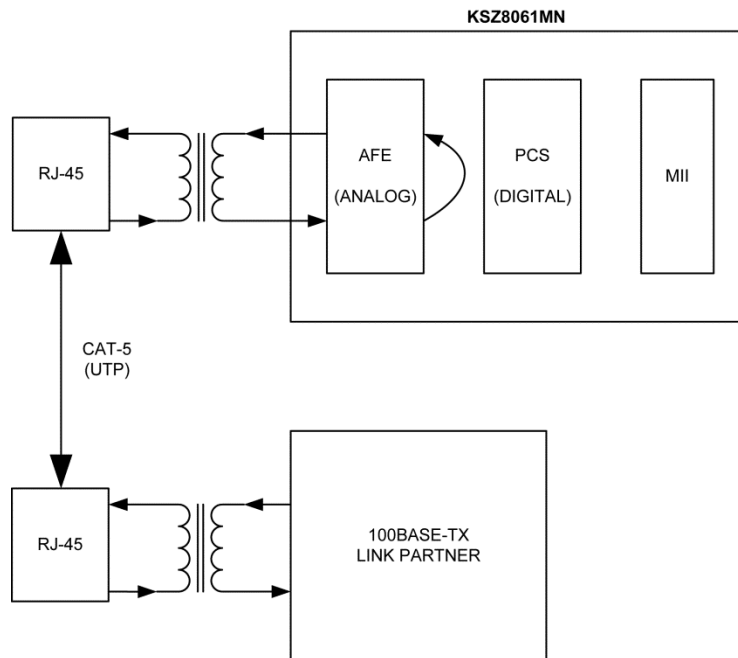 KSZ8061MN
RJ-45
AFE
(ANALOG)
PCS
(DIGITAL)
MII
CAT-5
(UTP)
RJ-45
100BASE-TX
LINK PARTNER